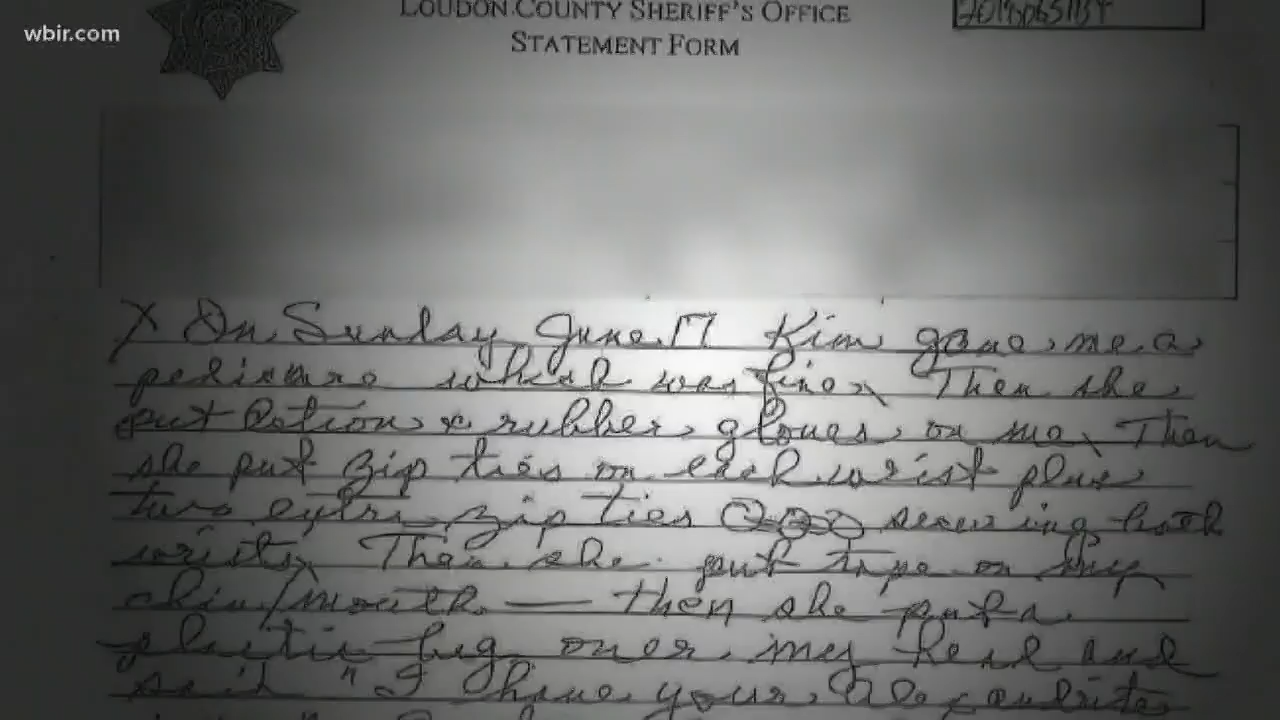 wbir.com
LOUDON COUNTY SHERIFF'S OFFICE
STATEMENT FORM
X On Sunday June 17 Kim gave me a
pedicure which was fine. Then she
put lotion & rubber gloves on me. Then
she put zip ties on each wrist plus
two extra zip ties securing both
wrists. Then she put tape on my
chin/mouth — then she put a
plastic bag over my head and
said "I have your